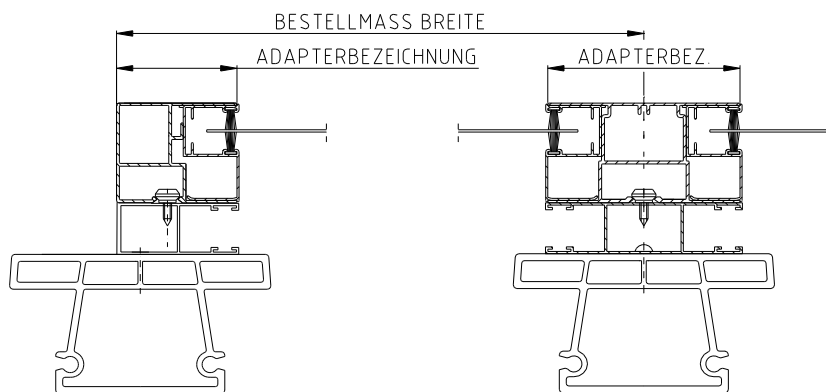 BESTELLMASS BREITE
ADAPTERBEZEICHNUNG ADAPTERBEZ.